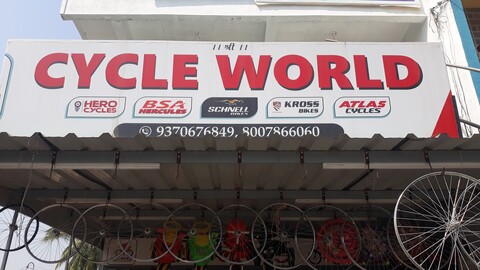 ।। श्री ।।
CYCLE WORLD
HERO CYCLES
BSA HERCULES
SCHNELL BIKES
KROSS BIKES
ATLAS CYCLES
9370676849, 8007866060